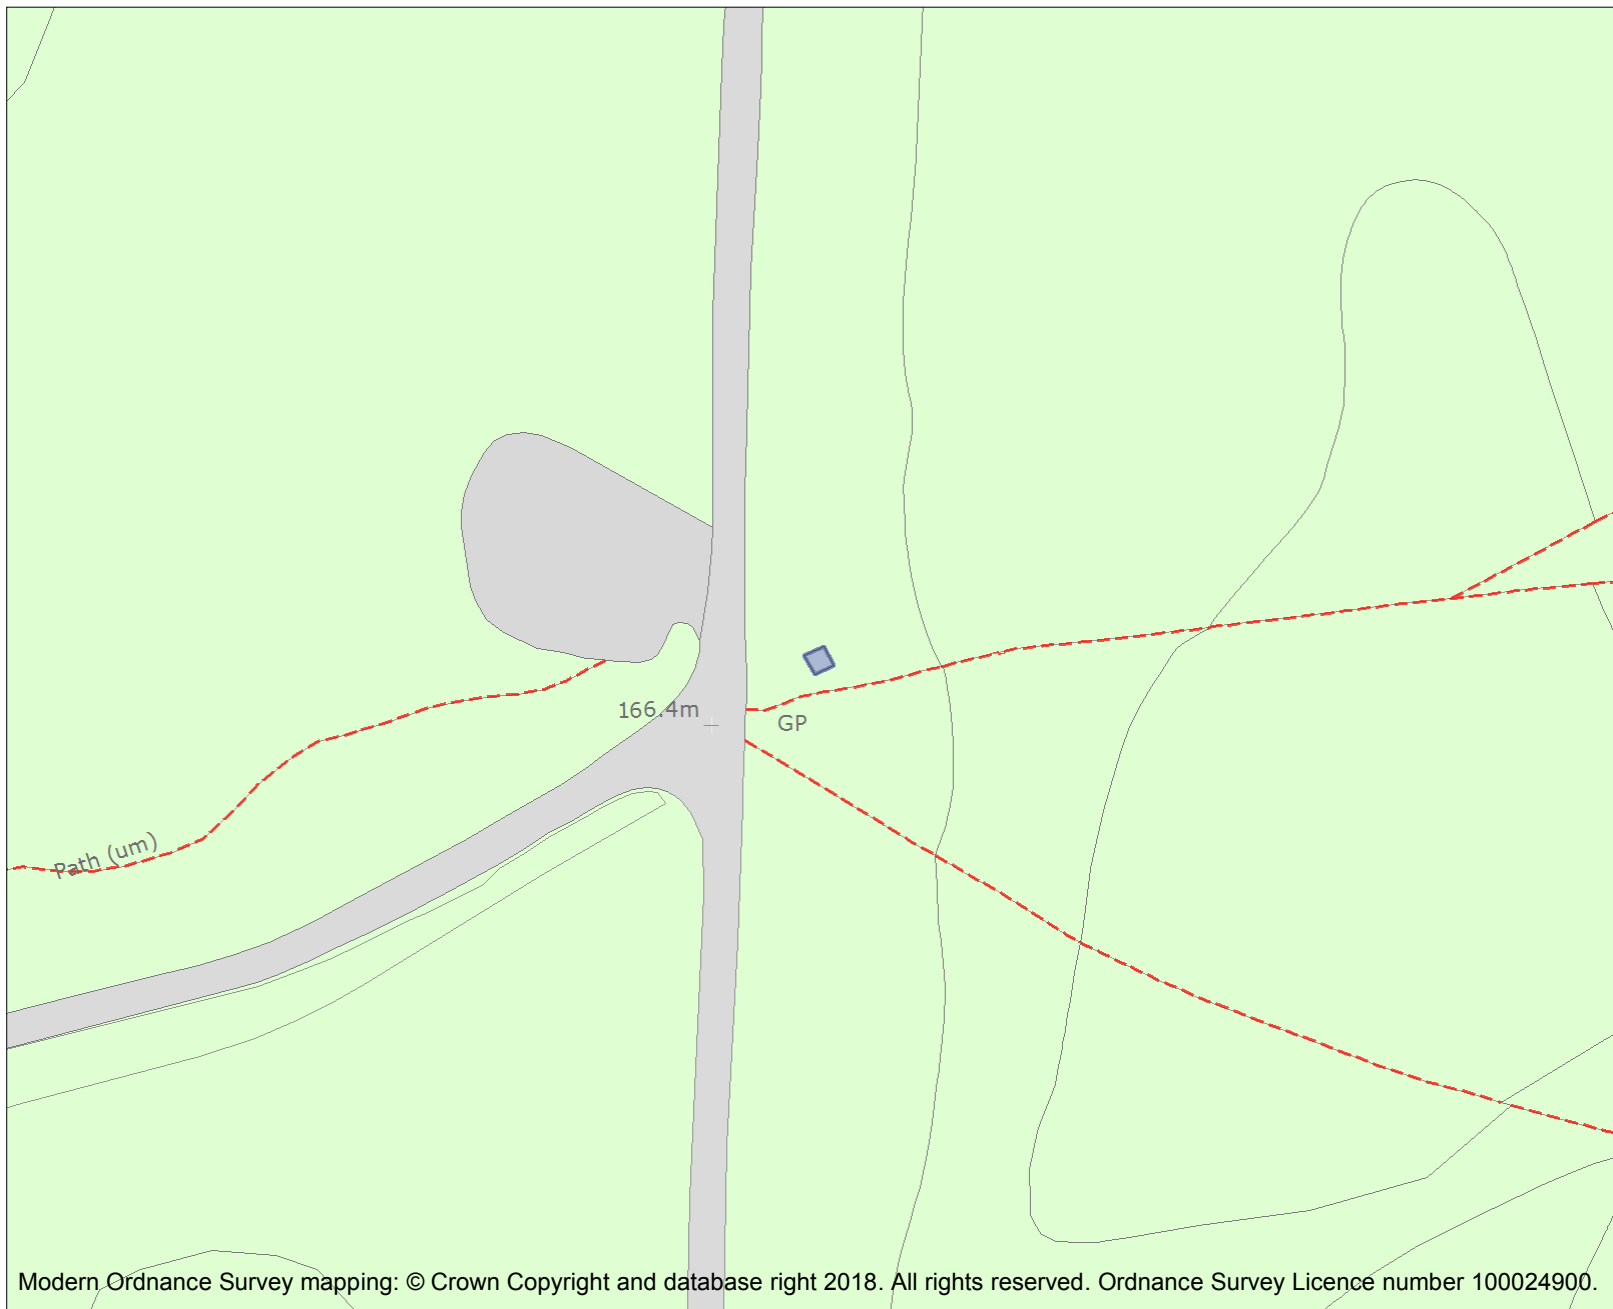 166.4m
GP
Path (um)
Modern Ordnance Survey mapping: © Crown Copyright and database right 2018. All rights reserved. Ordnance Survey Licence number 100024900.